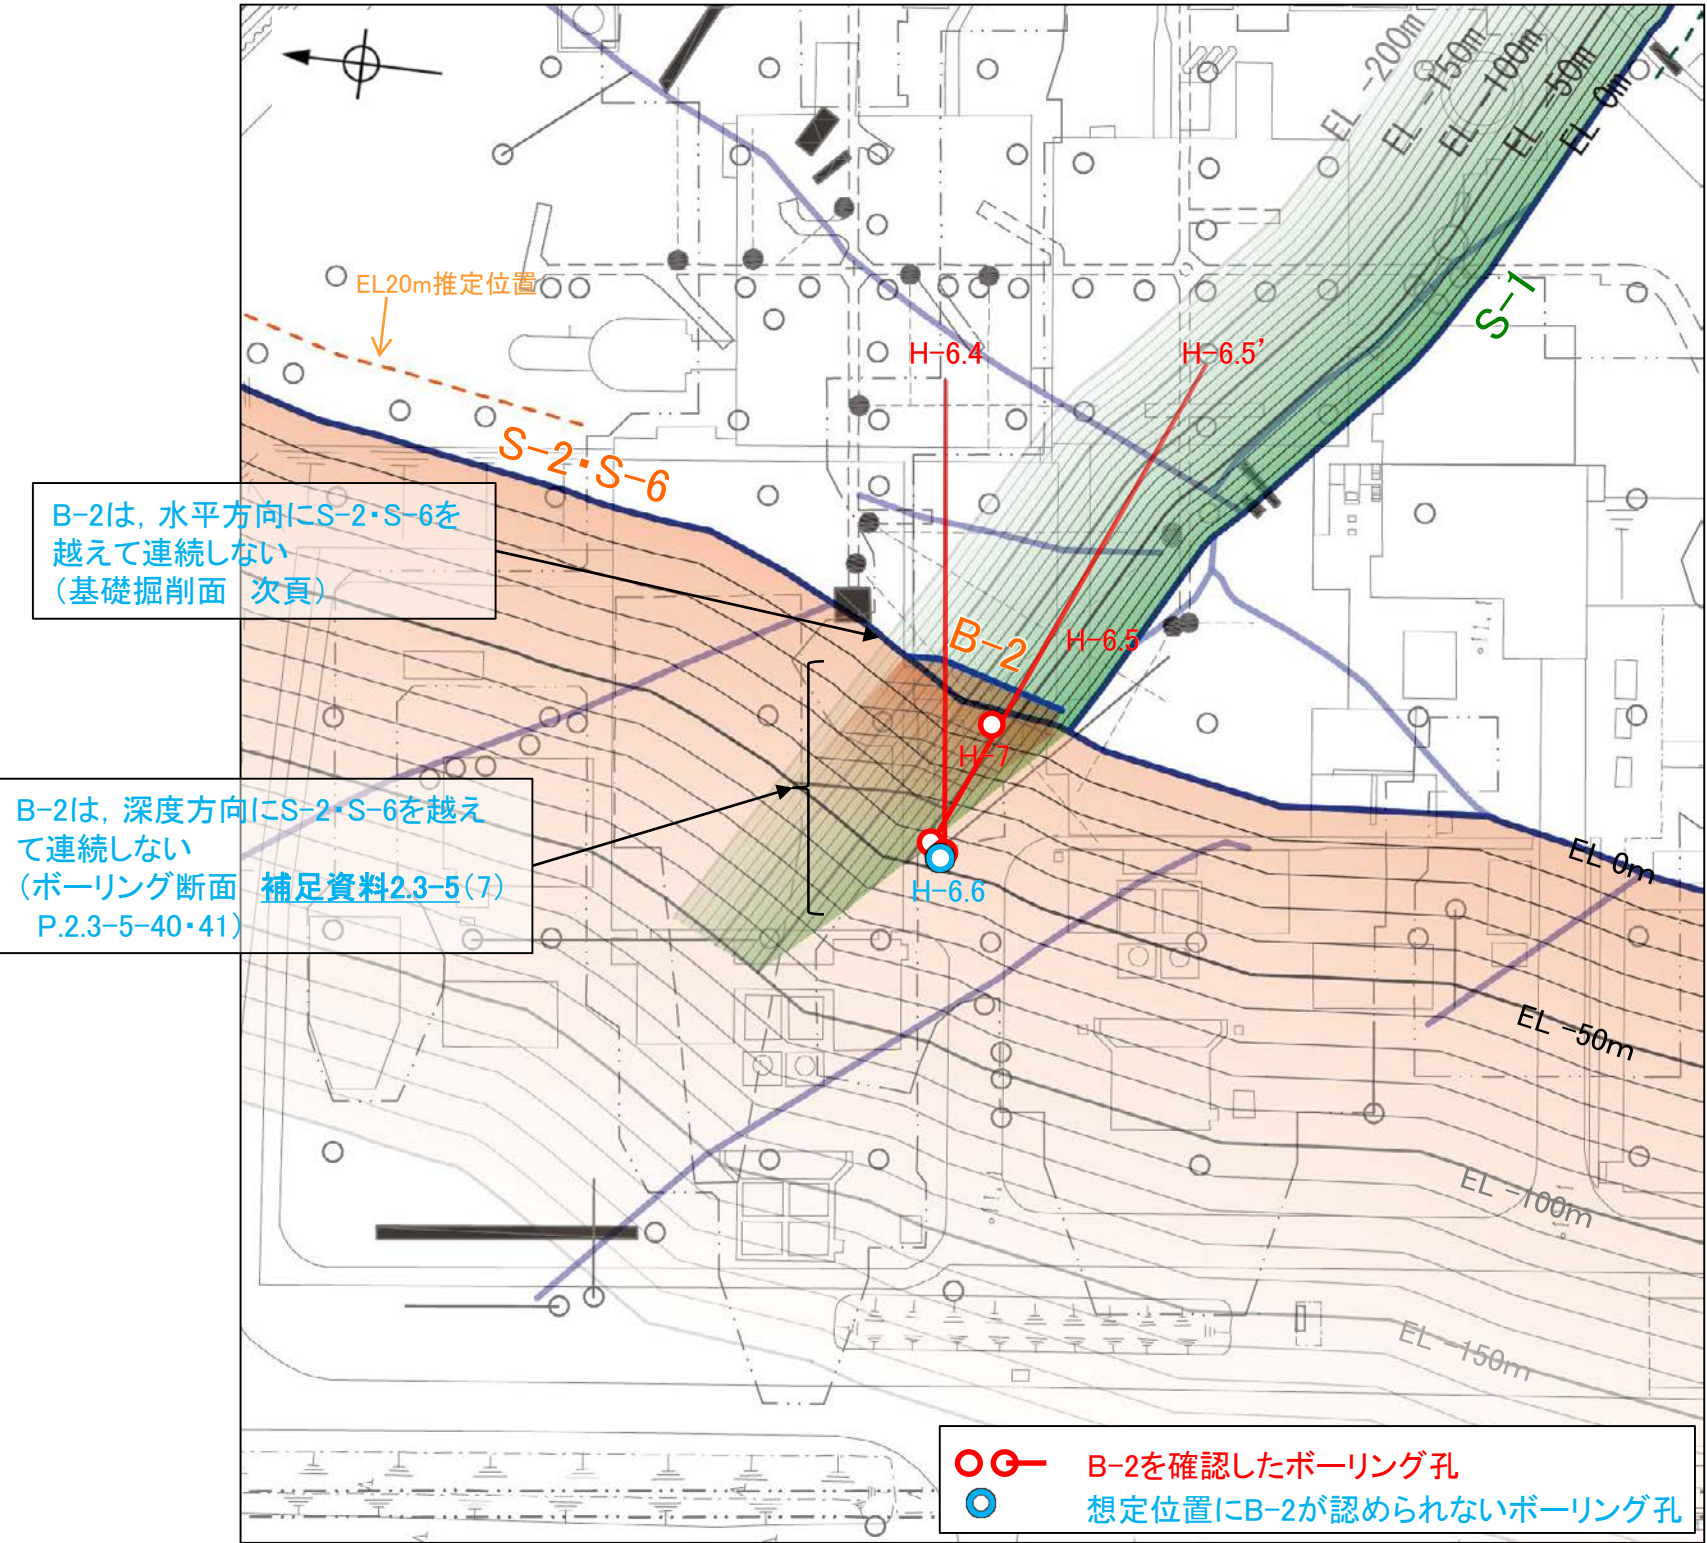 EL -200m
EL -150m
EL -100m
EL -50m
EL 0m
EL20m推定位置
S-1
H-6.4
H-6.5’
S-2・S-6
B-2は，水平方向にS-2・S-6を
越えて連続しない
（基礎掘削面　次頁）
B-2
H-6.5
H-7
B-2は，深度方向にS-2・S-6を越え
て連続しない
（ボーリング断面　補足資料2.3-5（7）
P.2.3-5-40・41）
H-6.6
EL 0m
EL -50m
EL -100m
EL -150m
B-2を確認したボーリング孔
想定位置にB-2が認められないボーリング孔